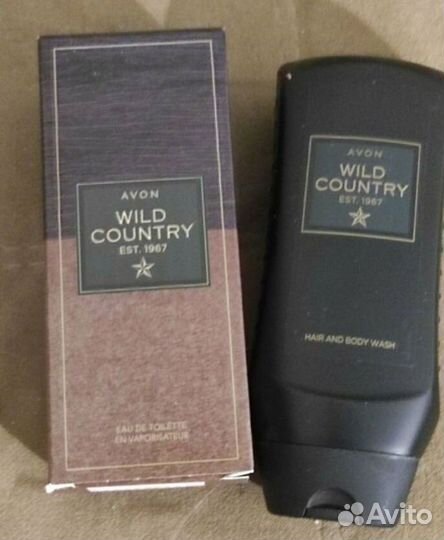 AVON
WILD
COUNTRY
EST. 1967
EAU DE TOILETTE
EN VAPORISATEUR
AVON
WILD
COUNTRY
EST. 1967
HAIR AND BODY WASH
Avito